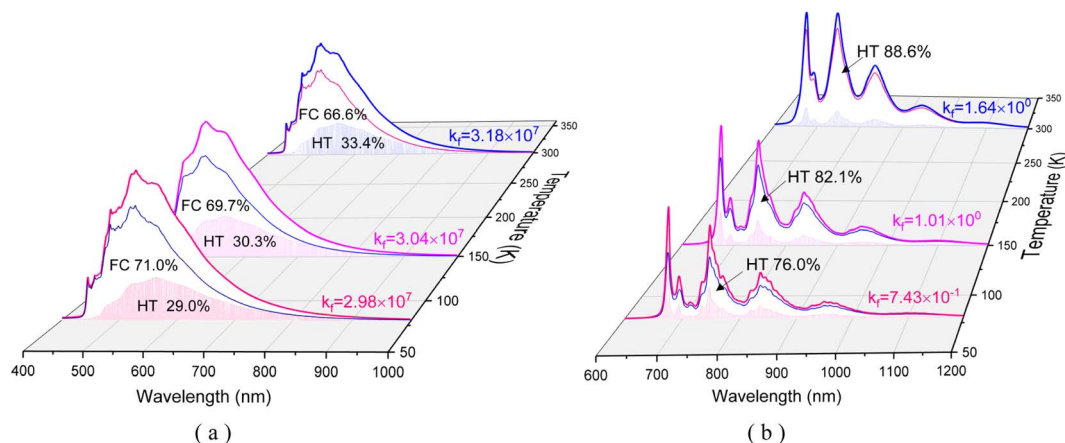 FC 66.6%
HT 33.4%
k_f=3.18×10^7
FC 69.7%
HT 30.3%
k_f=3.04×10^7
FC 71.0%
HT 29.0%
k_f=2.98×10^7
350
300
250
200
150
100
50
Temperature (K)
400 500 600 700 800 900 1000
Wavelength (nm)
( a )
HT 88.6%
k_f=1.64×10^0
HT 82.1%
k_f=1.01×10^0
HT 76.0%
k_f=7.43×10^-1
350
300
250
200
150
100
50
Temperature (K)
600 700 800 900 1000 1100 1200
Wavelength (nm)
( b )